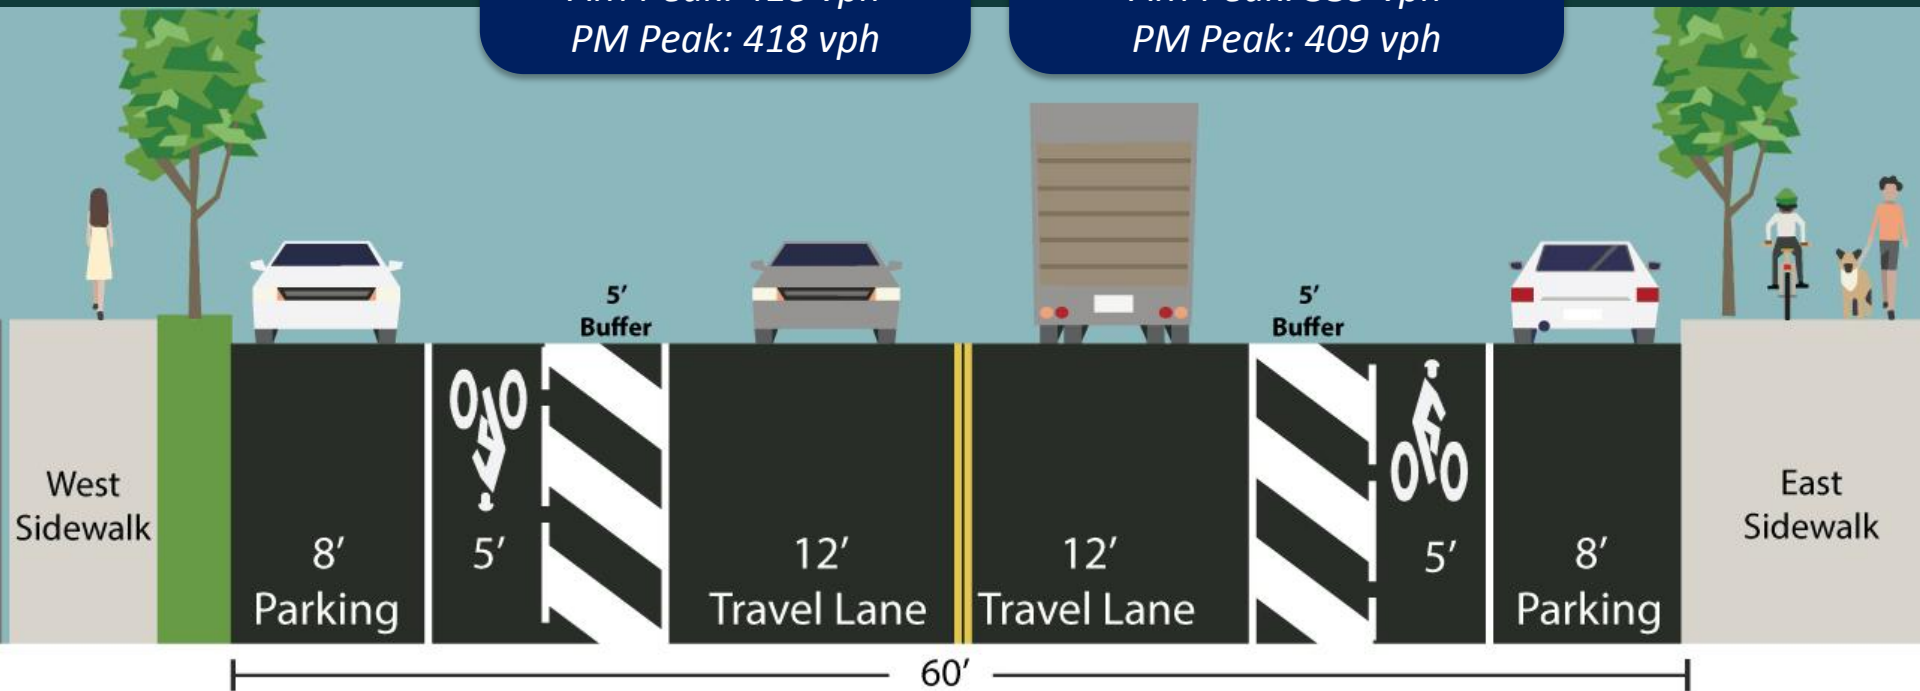 PM Peak: 418 vph
PM Peak: 409 vph
5′
Buffer
5′
Buffer
West
Sidewalk
8′
Parking
5′
12′
Travel Lane
12′
Travel Lane
5′
8′
Parking
East
Sidewalk
60′